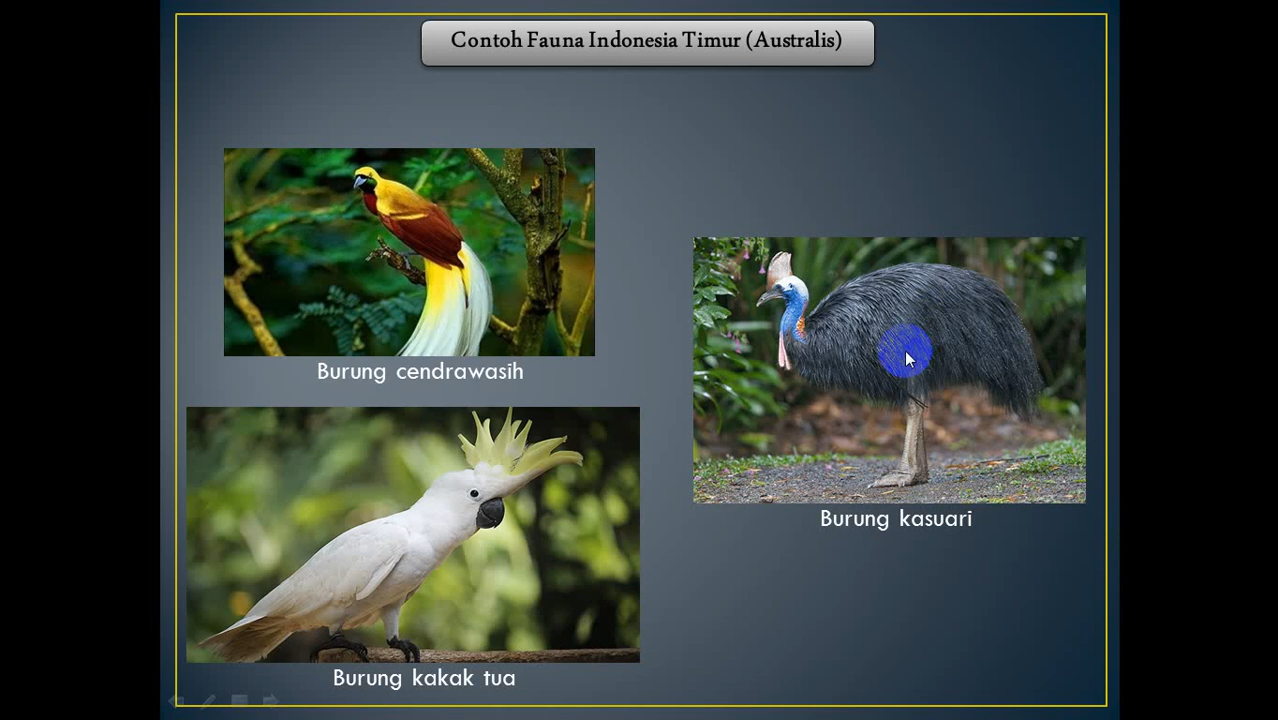 Contoh Fauna Indonesia Timur (Australis)
Burung cendrawasih
Burung kasuari
Burung kakak tua